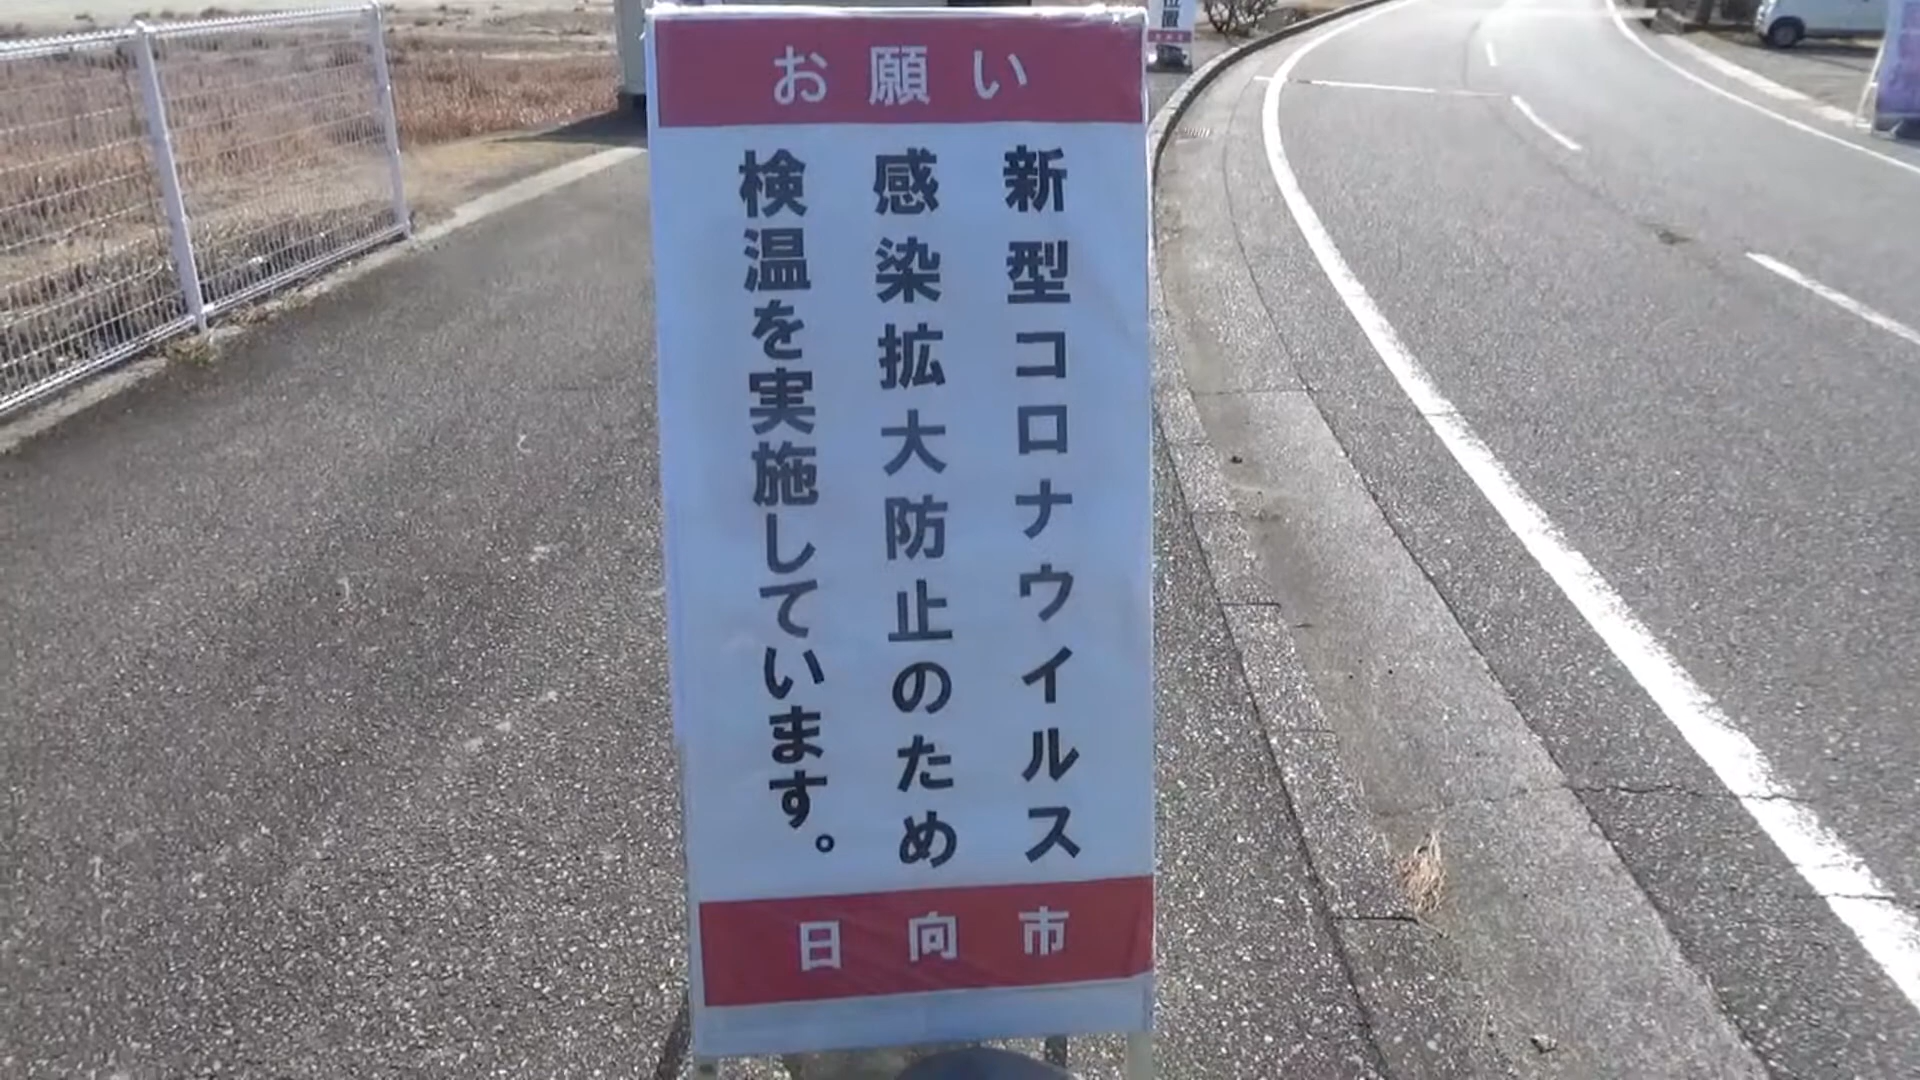 お願い
新型コロナウイルス
感染拡大防止のため
検温を実施しています。
日向市